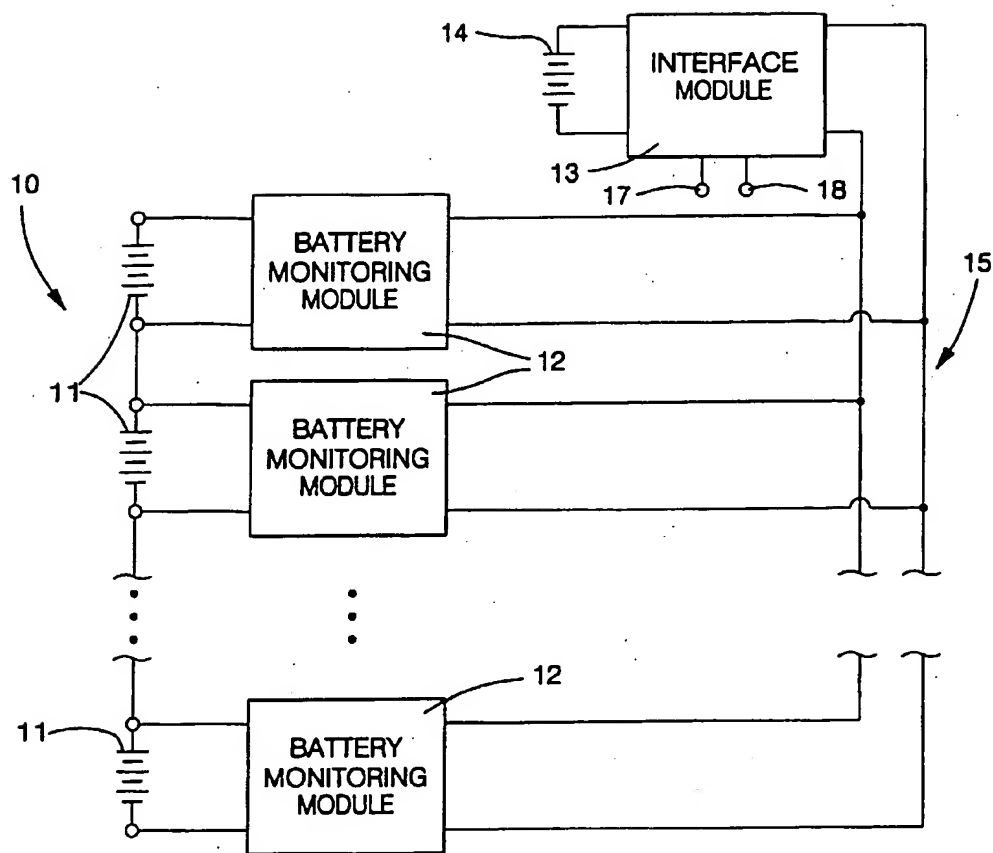 14
INTERFACE
MODULE
13
17
18
10
BATTERY
MONITORING
MODULE
15
12
11
BATTERY
MONITORING
MODULE
12
11
BATTERY
MONITORING
MODULE